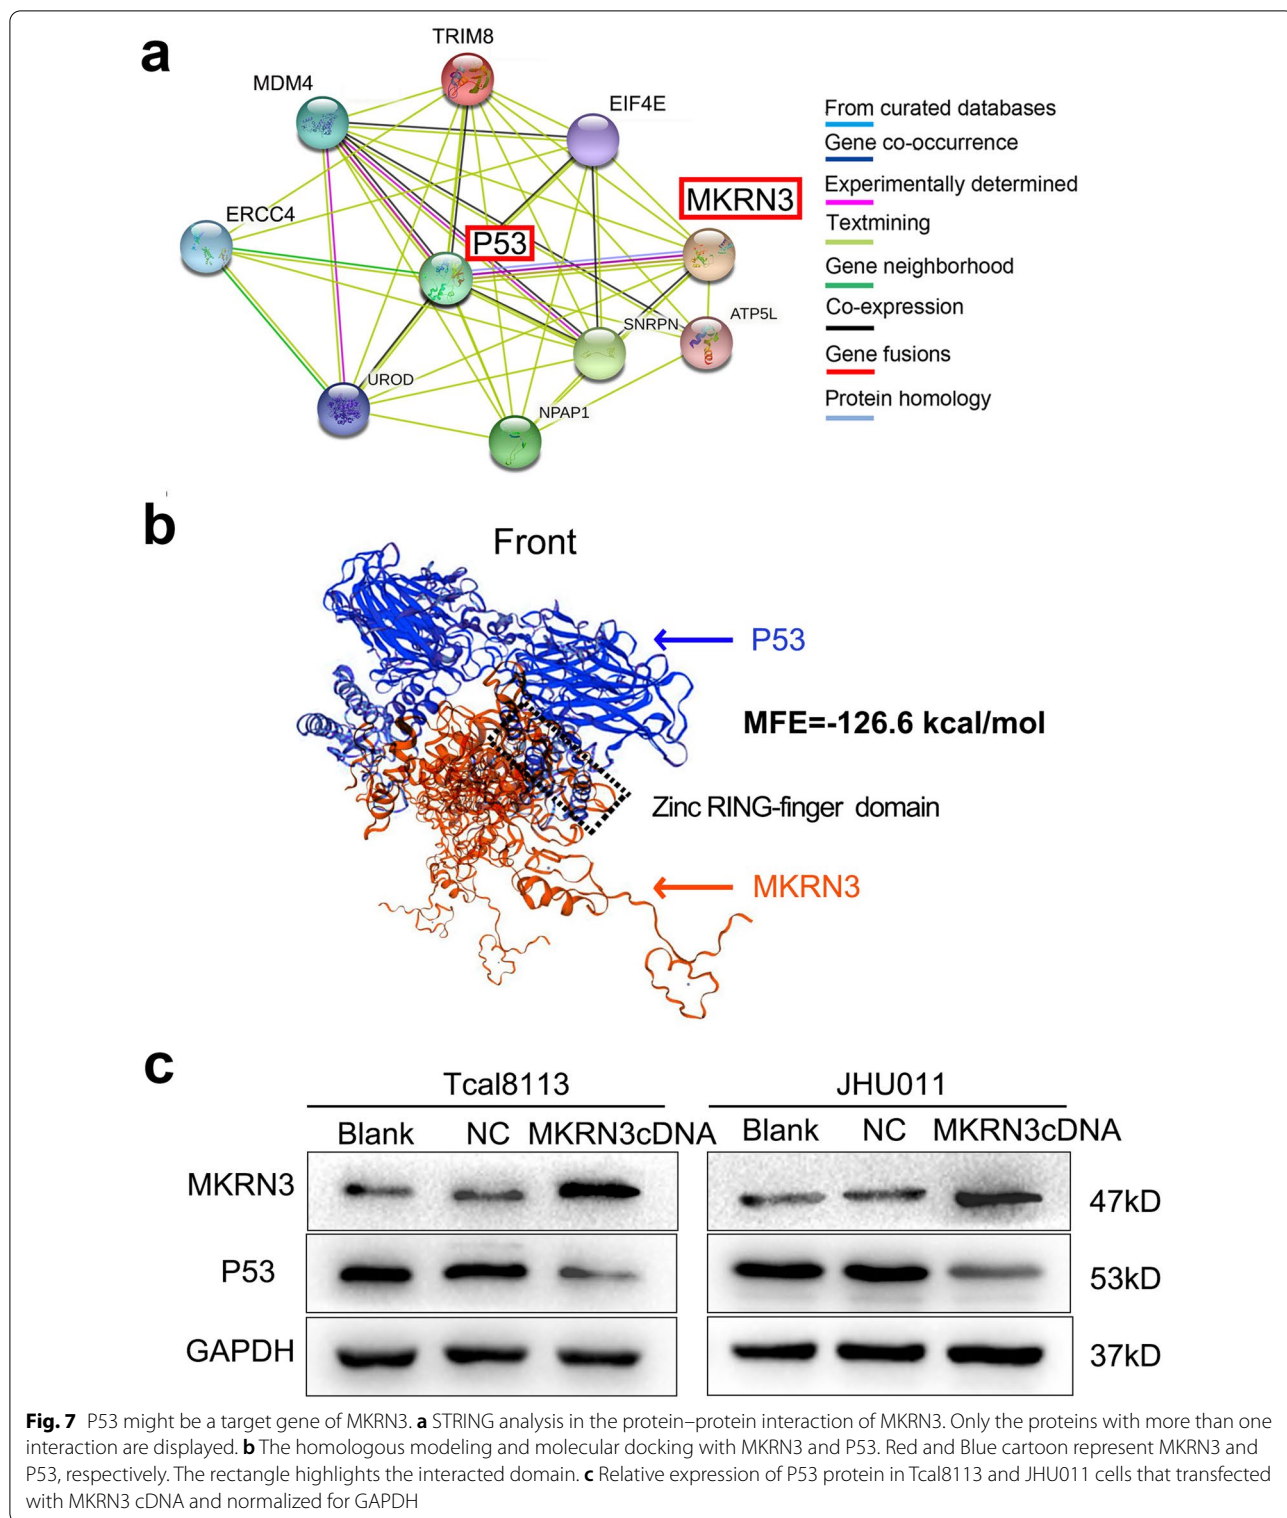 a
TRIM8
MDM4
EIF4E
MKRN3
ERCC4
P53
SNRPN
ATP5L
UROD
NPAP1
From curated databases
Gene co-occurrence
Experimentally determined
Textmining
Gene neighborhood
Co-expression
Gene fusions
Protein homology
b
Front
P53
MFE=-126.6 kcal/mol
Zinc RING-finger domain
MKRN3
c
Tcal8113 JHU011
Blank NC MKRN3cDNA Blank NC MKRN3cDNA
MKRN3 47kD
P53 53kD
GAPDH 37kD
Fig. 7 P53 might be a target gene of MKRN3. a STRING analysis in the protein–protein interaction of MKRN3. Only the proteins with more than one
interaction are displayed. b The homologous modeling and molecular docking with MKRN3 and P53. Red and Blue cartoon represent MKRN3 and
P53, respectively. The rectangle highlights the interacted domain. c Relative expression of P53 protein in Tcal8113 and JHU011 cells that transfected
with MKRN3 cDNA and normalized for GAPDH